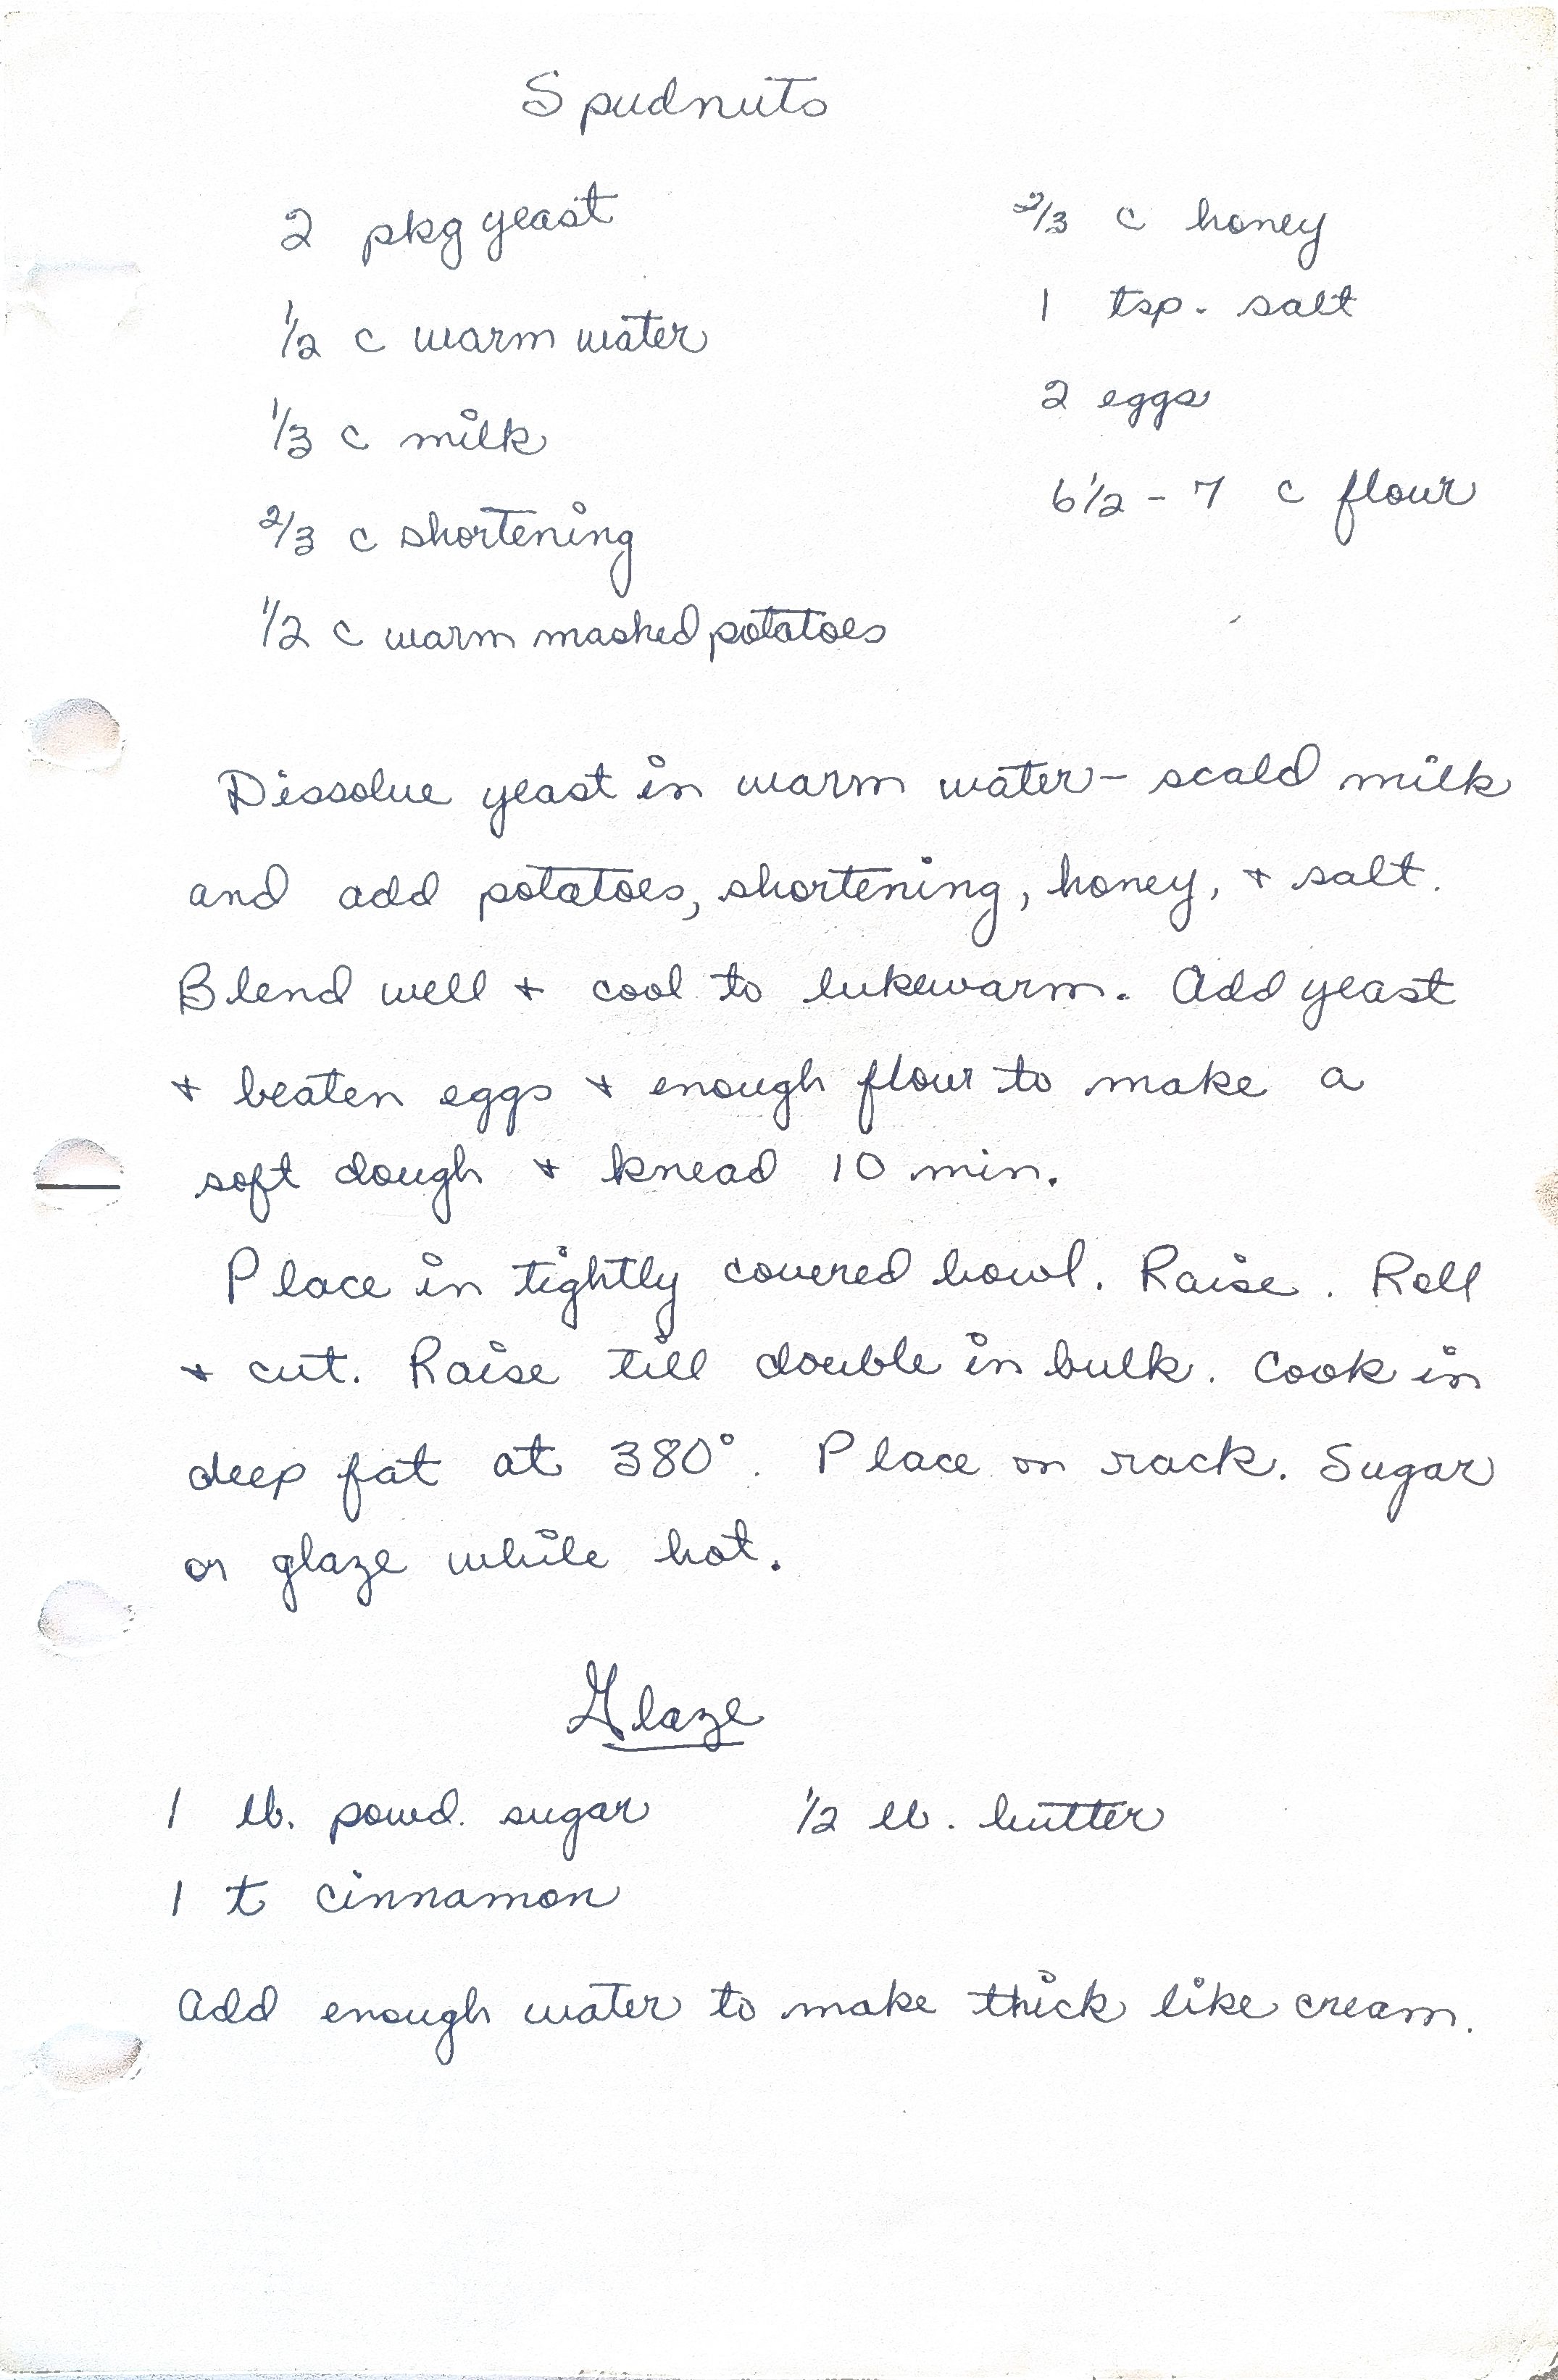 Spudnuts
2 pkg yeast
1/2 c warm water
1/3 c milk
2/3 c shortening
1/2 c warm mashed potatoes
2/3 c honey
1 tsp. salt
2 eggs
6 1/2 - 7 c flour
Dissolve yeast in warm water - scald milk
and add potatoes, shortening, honey, + salt.
Blend well + cool to lukewarm. Add yeast
+ beaten eggs + enough flour to make a
soft dough + knead 10 min.
Place in tightly covered bowl. Raise. Roll
+ cut. Raise till double in bulk. Cook in
deep fat at 380°. Place on rack. Sugar
or glaze while hot.
Glaze
1 lb. powd. sugar 1/2 lb. butter
1 t cinnamon
Add enough water to make thick like cream.